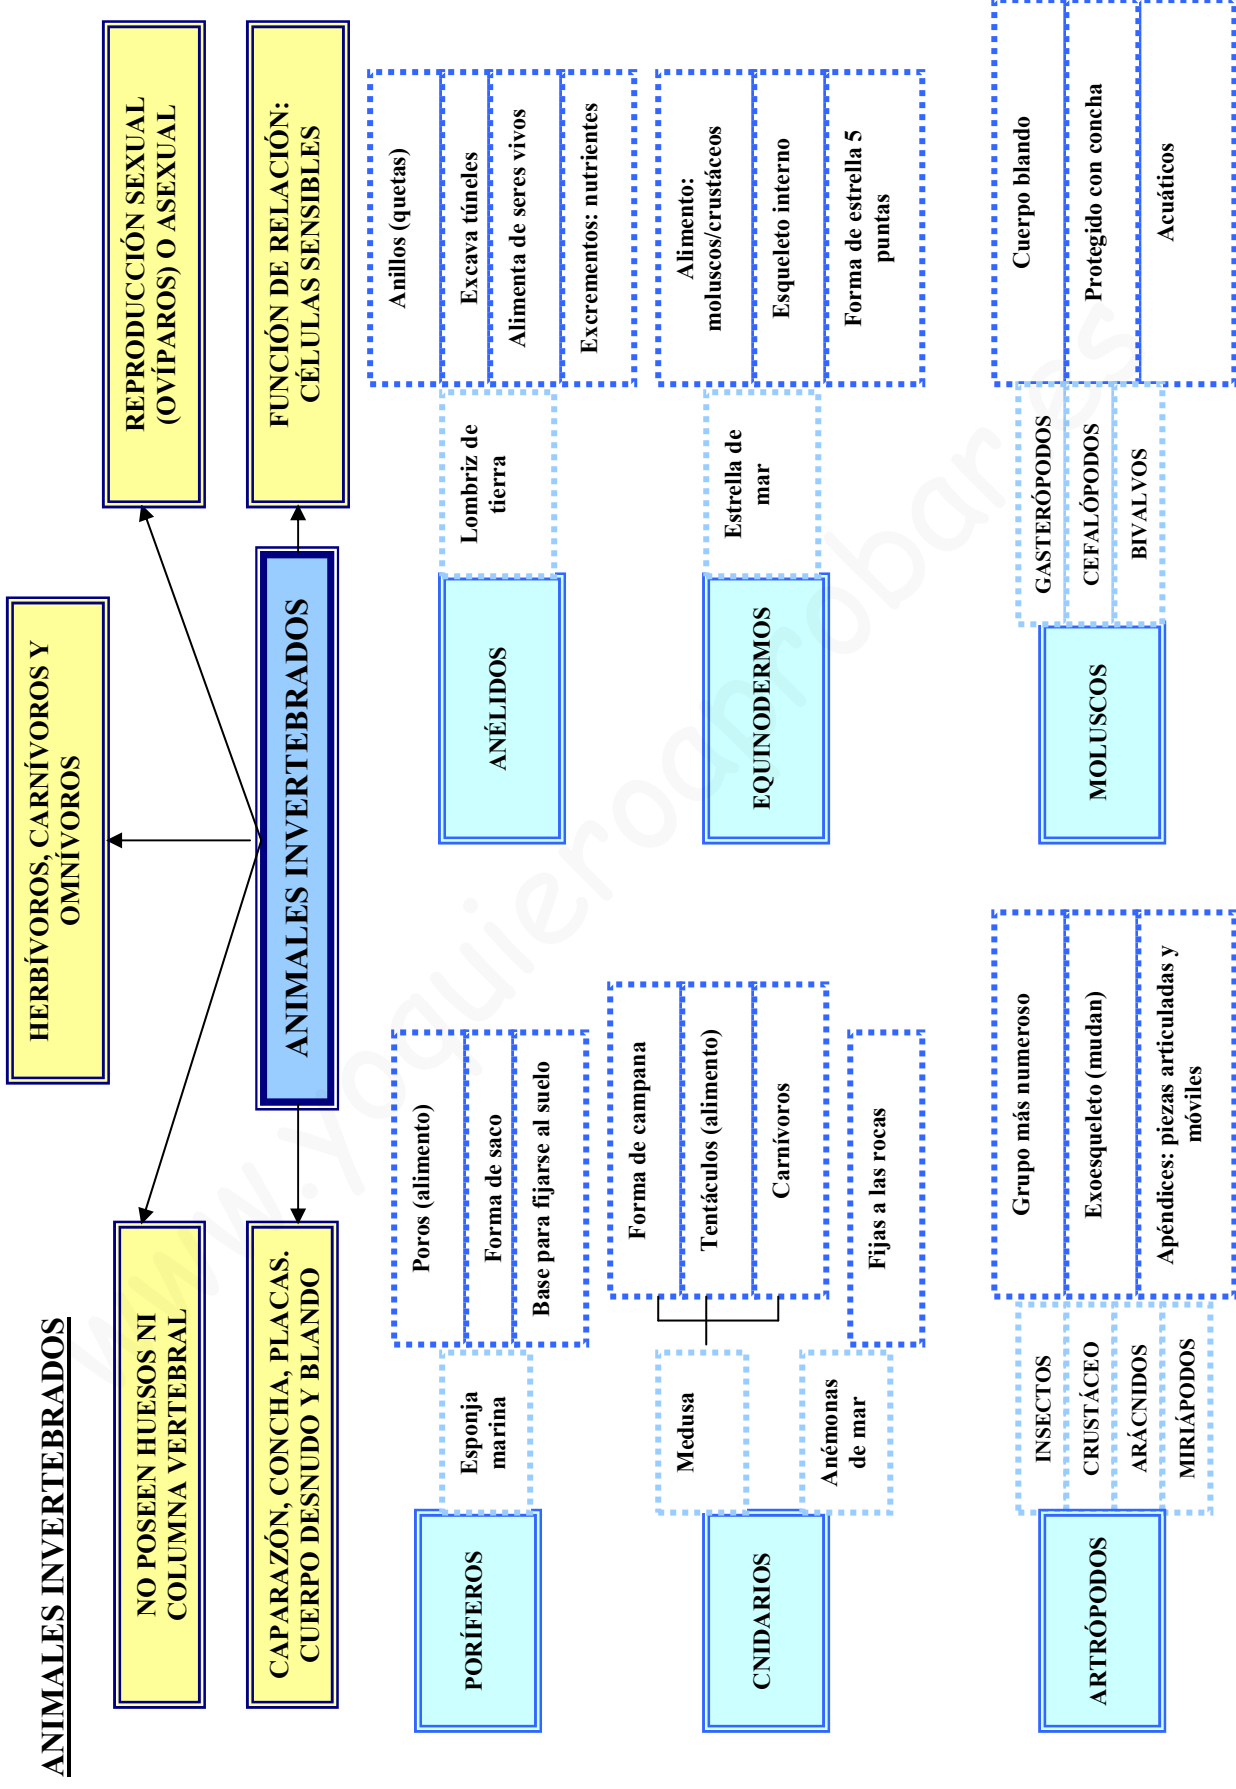 ANIMALES INVERTEBRADOS
HERBÍVOROS, CARNÍVOROS Y
OMNÍVOROS
NO POSEEN HUESOS NI
COLUMNA VERTEBRAL
REPRODUCCIÓN SEXUAL
(OVÍPAROS) O ASEXUAL
CAPARAZÓN, CONCHA, PLACAS.
CUERPO DESNUDO Y BLANDO
ANIMALES INVERTEBRADOS
FUNCIÓN DE RELACIÓN:
CÉLULAS SENSIBLES
PORÍFEROS
Esponja
marina
Poros (alimento)
Forma de saco
Base para fijarse al suelo
ANÉLIDOS
Lombriz de
tierra
Anillos (quetas)
Excava túneles
Alimenta de seres vivos
Excrementos: nutrientes
CNIDARIOS
Medusa
Forma de campana
Tentáculos (alimento)
Carnívoros
Anémonas
de mar
Fijas a las rocas
EQUINODERMOS
Estrella de
mar
Alimento:
moluscos/crustáceos
Esqueleto interno
Forma de estrella 5
puntas
ARTRÓPODOS
INSECTOS
CRUSTÁCEO
ARÁCNIDOS
MIRIÁPODOS
Grupo más numeroso
Exoesqueleto (mudan)
Apéndices: piezas articuladas y
móviles
MOLUSCOS
GASTERÓPODOS
CEFALÓPODOS
BIVALVOS
Cuerpo blando
Protegido con concha
Acuáticos
www.yoquieroaprobar.es